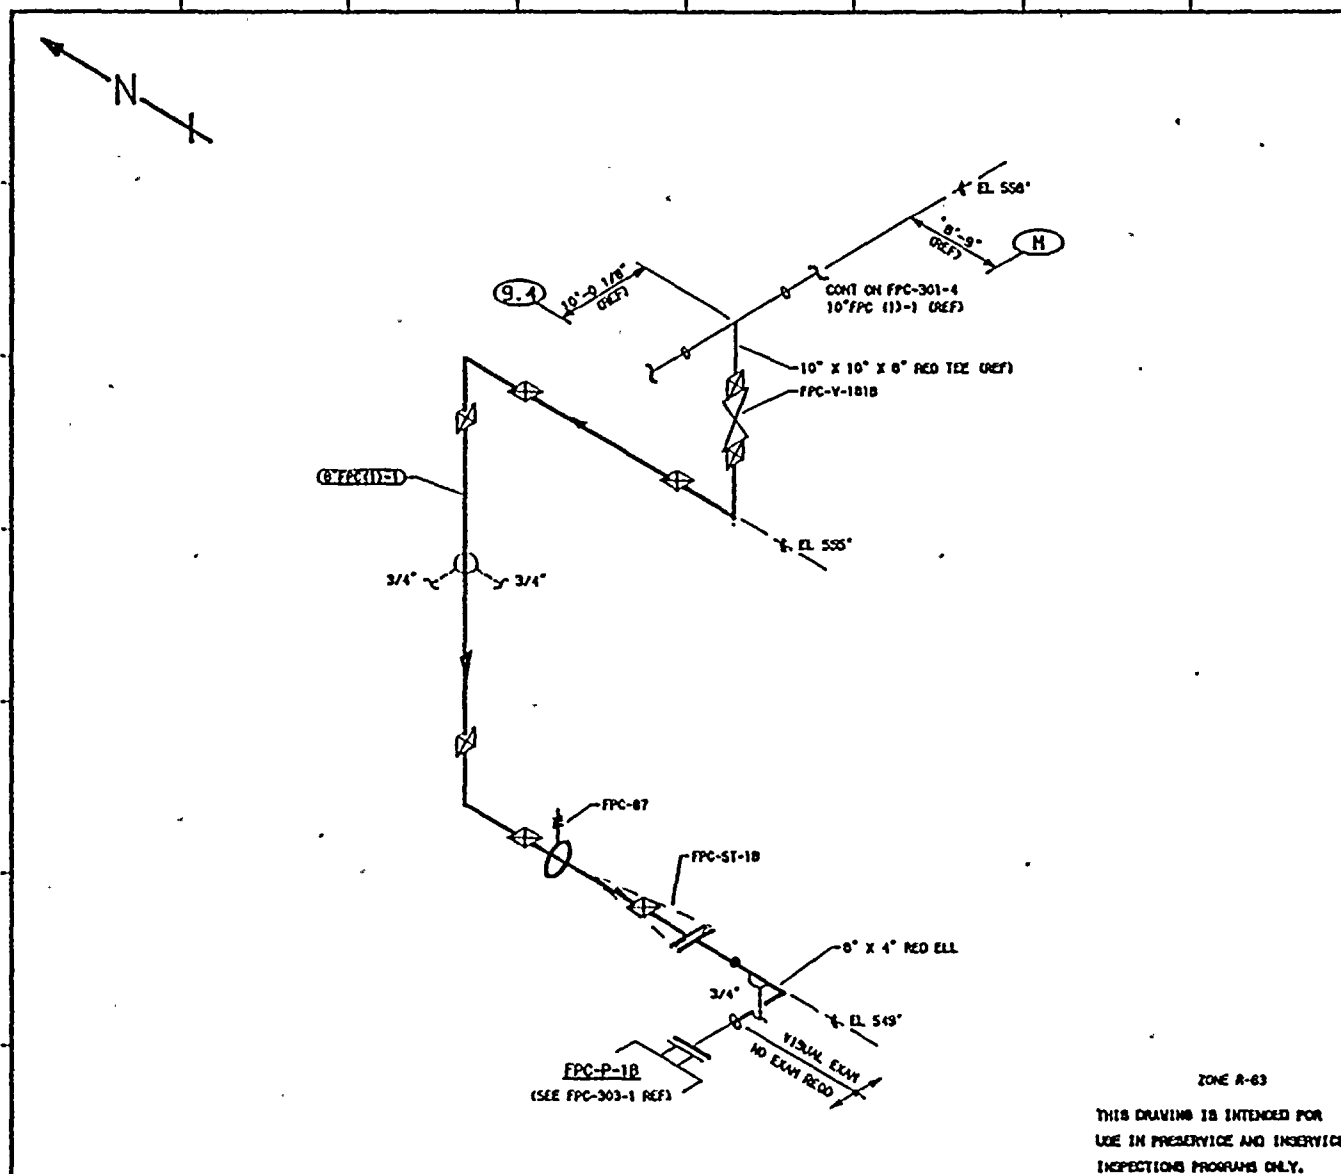 N
℄ EL 558'
8'-9"
(REF)
H
9.1
10'-0 1/8"
(REF)
CONT ON FPC-301-4
10"FPC (1)-1 (REF)
10" X 10" X 8" RED TEE (REF)
FPC-V-181B
8"FPC(1)-1
℄ EL 555'
3/4"
3/4"
FPC-87
FPC-ST-1B
8" X 4" RED ELL
3/4"
℄ EL 549'
VISUAL EXAM
NO EXAM REQD
FPC-P-1B
(SEE FPC-303-1 REF)
ZONE R-63
THIS DRAWING IS INTENDED FOR
USE IN PRESERVICE AND INSERVICE
INSPECTIONS PROGRAMS ONLY.